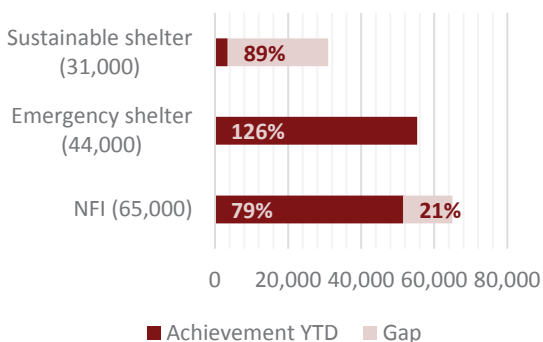 Sustainable shelter
(31,000)
89%
Emergency shelter
(44,000)
126%
NFI (65,000)
79%
21%
0 20,000 40,000 60,000 80,000
Achievement YTD Gap